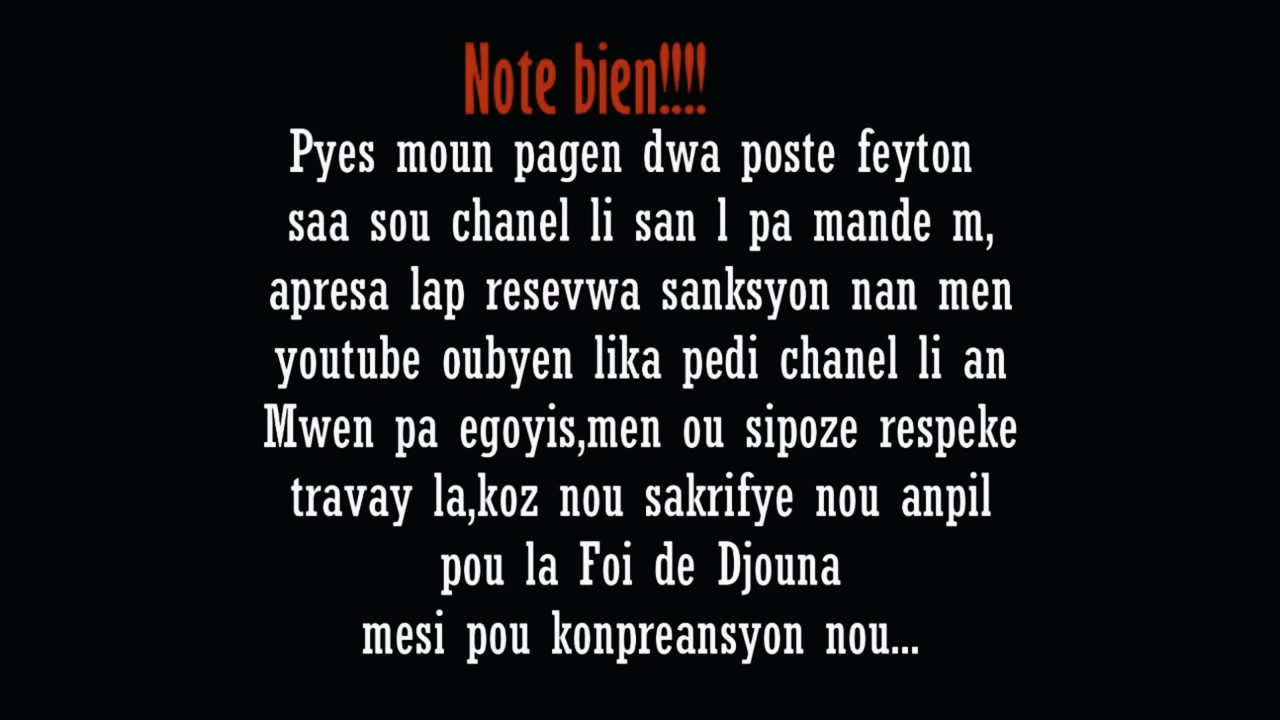 Note bien!!!!
Pyes moun pagen dwa poste feyton
saa sou chanel li san l pa mande m,
apresa lap resevwa sanksyon nan men
youtube oubyen lika pedi chanel li an
Mwen pa egoyis,men ou sipoze respeke
travay la,koz nou sakrifye nou anpil
pou la Foi de Djouna
mesi pou konpreansyon nou...